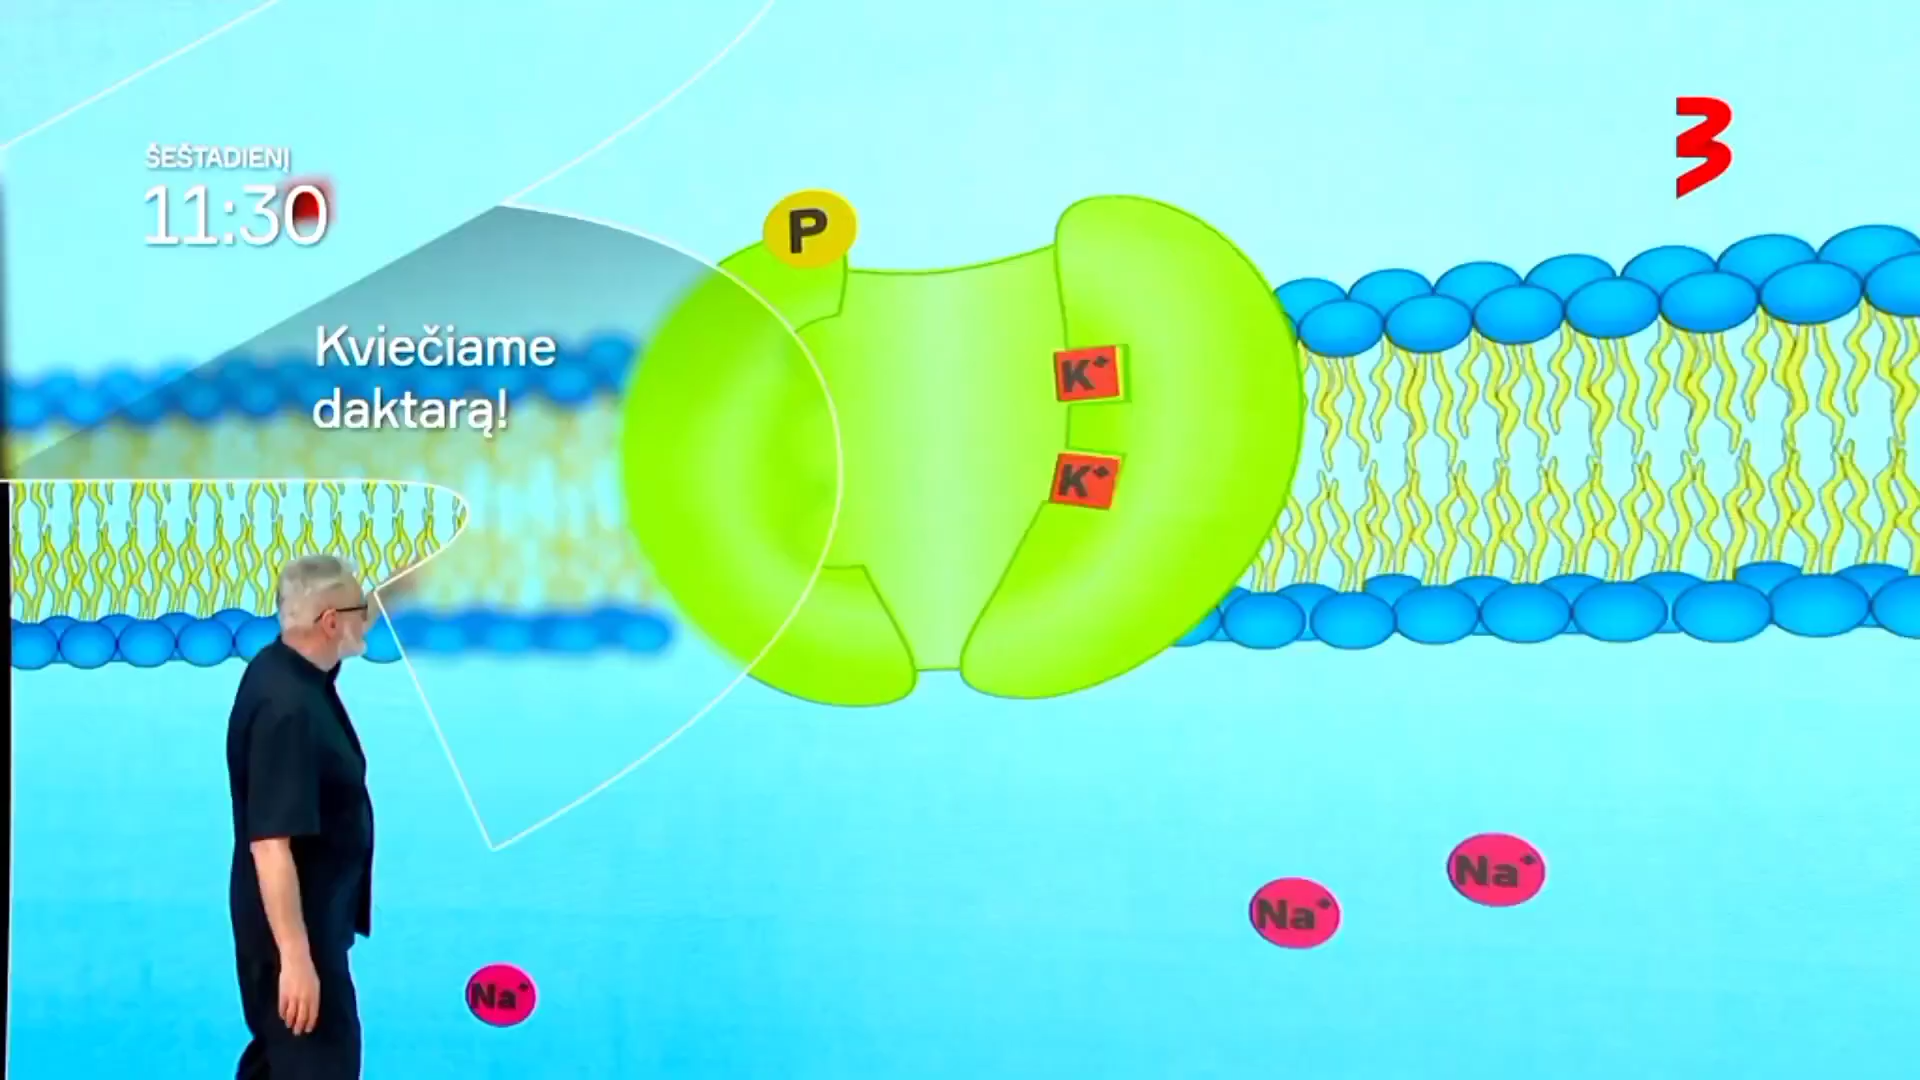 ŠEŠTADIENĮ
11:30
3
P
Kviečiame
daktarą!
K⁺
K⁺
Na⁺
Na⁺
Na⁺